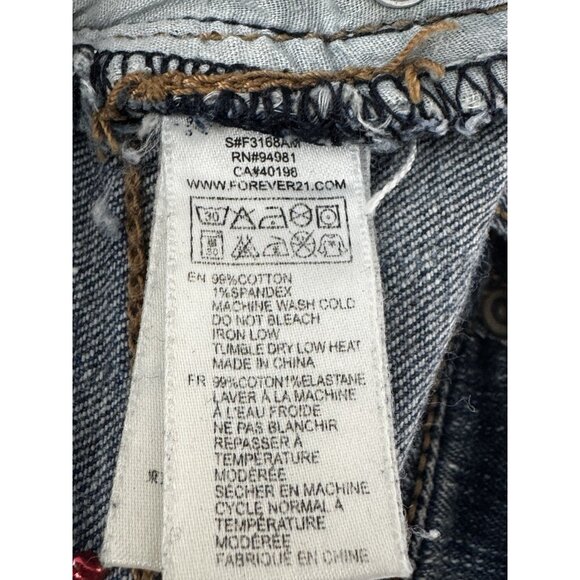 S#F3168AM
RN#94981
CA#40198
WWW.FOREVER21.COM
30
EN 99%COTTON
1%SPANDEX
MACHINE WASH COLD
DO NOT BLEACH
IRON LOW
TUMBLE DRY LOW HEAT
MADE IN CHINA
FR 99%COTON1%ELASTANE
LAVER À LA MACHINE
À L'EAU FROIDE
NE PAS BLANCHIR
REPASSER À
TEMPÉRATURE
MODÉRÉE
SÉCHER EN MACHINE
CYCLE NORMAL À
TEMPÉRATURE
MODÉRÉE
FABRIQUÉ EN CHINE